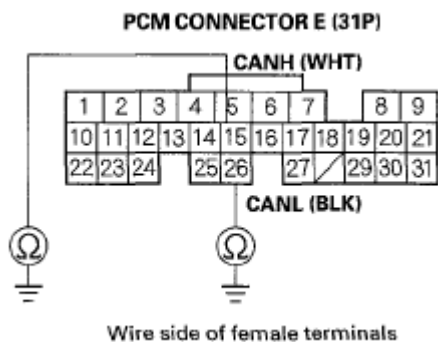 PCM CONNECTOR E (31P)
CANH (WHT)
1 2 3 4 5 6 7 8 9
10 11 12 13 14 15 16 17 18 19 20 21
22 23 24 25 26 27 29 30 31
CANL (BLK)
Ω Ω
Wire side of female terminals